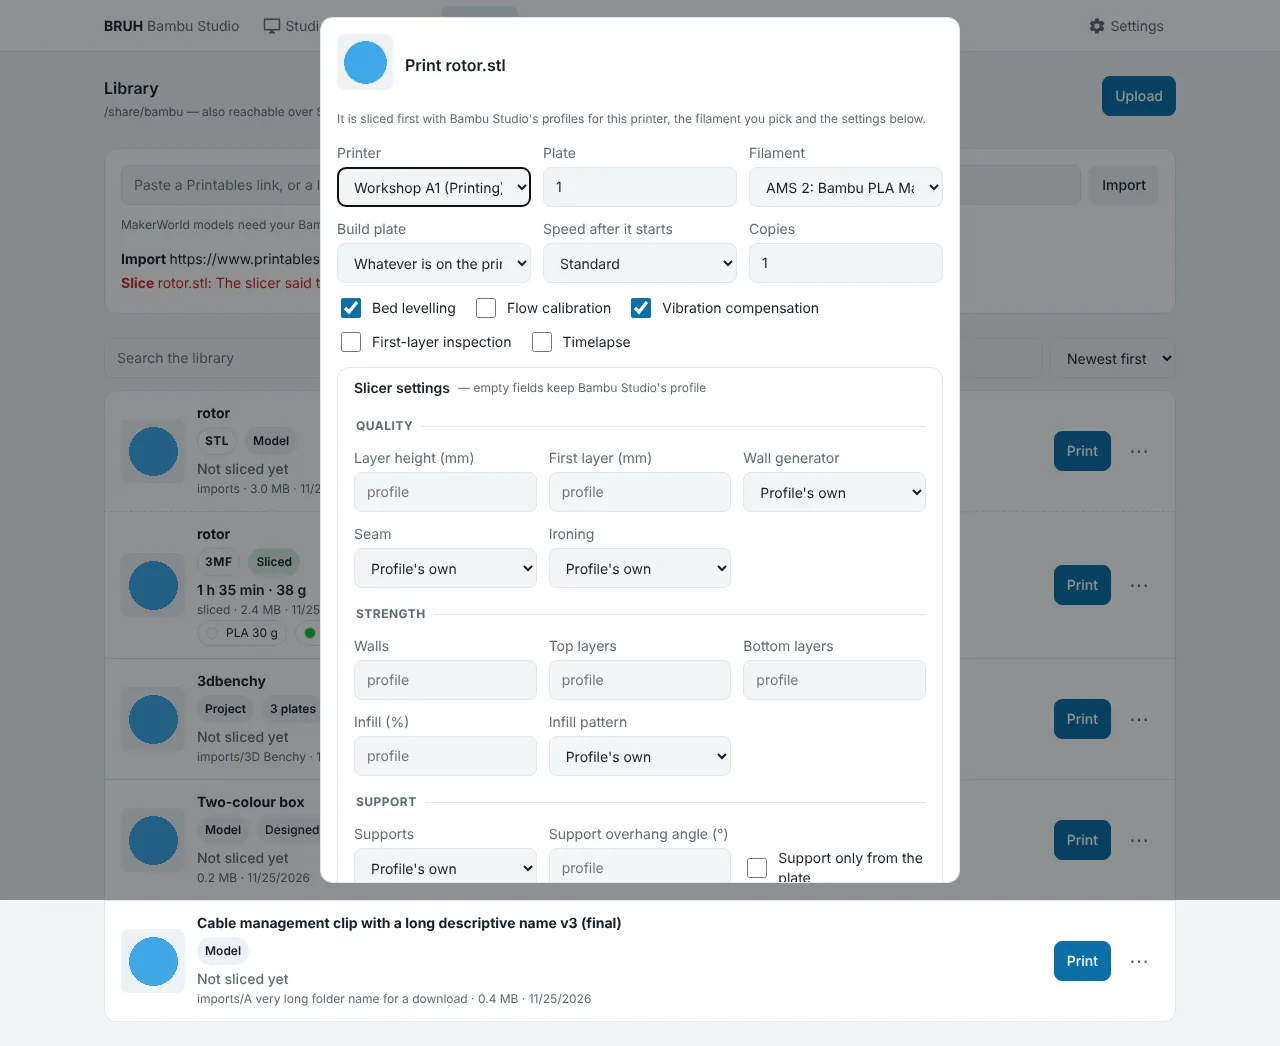 BRUH Bambu Studio
Settings
Library
/share/bambu — also reachable over
Upload
Paste a Printables link, or a
Import
MakerWorld models need your Bam
Import https://www.printables
Slice rotor.stl: The slicer said t
Search the library
Newest first
rotor
STL Model
Not sliced yet
imports · 3.0 MB · 11/2
Print ···
rotor
3MF Sliced
1 h 35 min · 38 g
sliced · 2.4 MB · 11/25
PLA 30 g
Print ···
3dbenchy
Project 3 plates
Not sliced yet
imports/3D Benchy ·
Print ···
Two-colour box
Model Designed
Not sliced yet
0.2 MB · 11/25/2026
Print ···
Cable management clip with a long descriptive name v3 (final)
Model
Not sliced yet
imports/A very long folder name for a download · 0.4 MB · 11/25/2026
Print ···
Print rotor.stl
It is sliced first with Bambu Studio's profiles for this printer, the filament you pick and the settings below.
Printer Plate Filament
Workshop A1 (Printing) 1 AMS 2: Bambu PLA Ma
Build plate Speed after it starts Copies
Whatever is on the prin Standard 1
Bed levelling Flow calibration Vibration compensation
First-layer inspection Timelapse
Slicer settings — empty fields keep Bambu Studio's profile
QUALITY
Layer height (mm) First layer (mm) Wall generator
profile profile Profile's own
Seam Ironing
Profile's own Profile's own
STRENGTH
Walls Top layers Bottom layers
profile profile profile
Infill (%) Infill pattern
profile Profile's own
SUPPORT
Supports Support overhang angle (°)
Profile's own profile Support only from the
plate